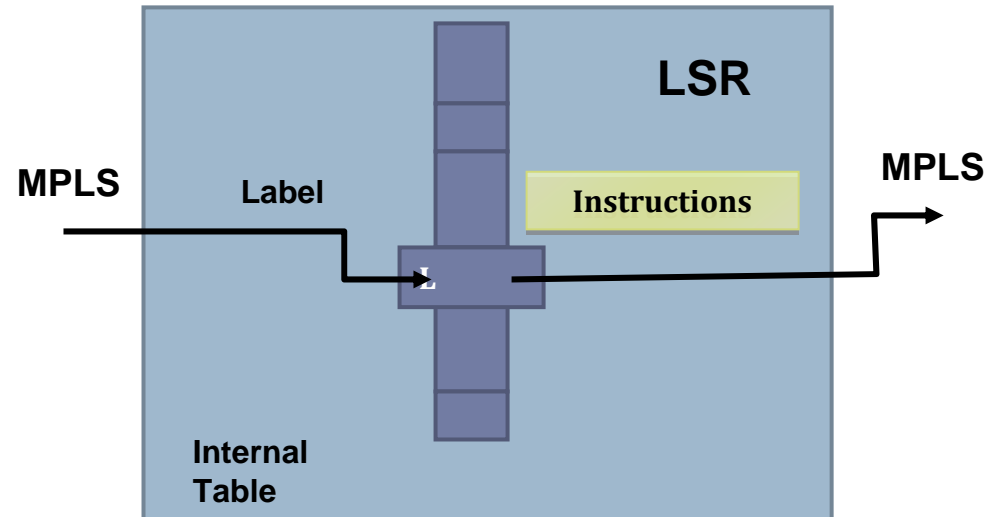 LSR
MPLS
Label
Instructions
MPLS
L
Internal
Table